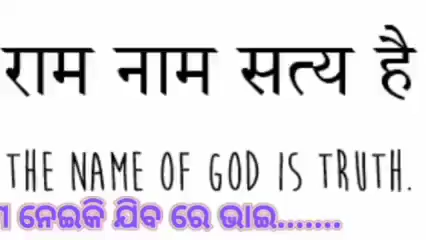 राम नाम सत्य है
THE NAME OF GOD IS TRUTH.
ନେଇକି ଯିବ ରେ ଭାଇ.......